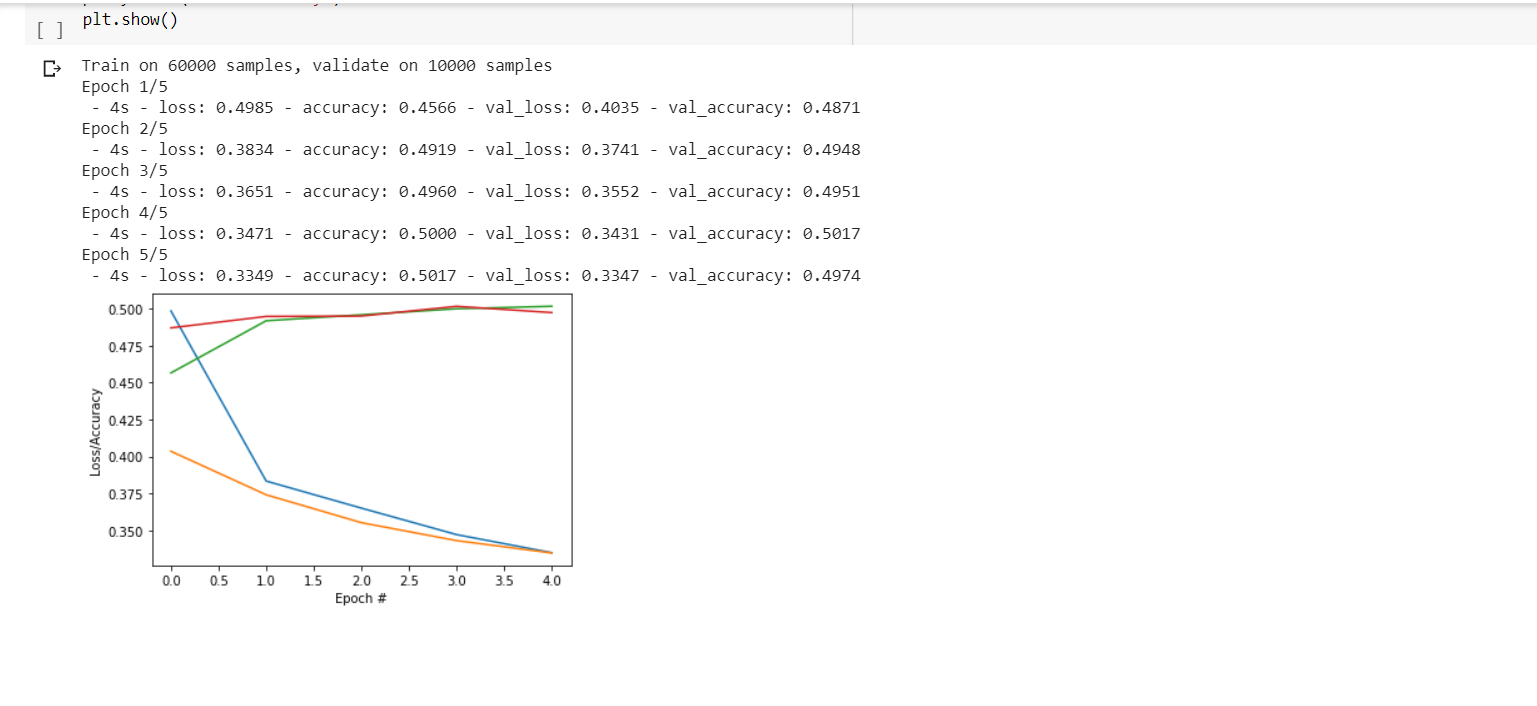 plt.show()
[ ]
Train on 60000 samples, validate on 10000 samples
Epoch 1/5
- 4s - loss: 0.4985 - accuracy: 0.4566 - val_loss: 0.4035 - val_accuracy: 0.4871
Epoch 2/5
- 4s - loss: 0.3834 - accuracy: 0.4919 - val_loss: 0.3741 - val_accuracy: 0.4948
Epoch 3/5
- 4s - loss: 0.3651 - accuracy: 0.4960 - val_loss: 0.3552 - val_accuracy: 0.4951
Epoch 4/5
- 4s - loss: 0.3471 - accuracy: 0.5000 - val_loss: 0.3431 - val_accuracy: 0.5017
Epoch 5/5
- 4s - loss: 0.3349 - accuracy: 0.5017 - val_loss: 0.3347 - val_accuracy: 0.4974
0.500
0.475
0.450
0.425
0.400
0.375
0.350
Loss/Accuracy
0.0 0.5 1.0 1.5 2.0 2.5 3.0 3.5 4.0
Epoch #